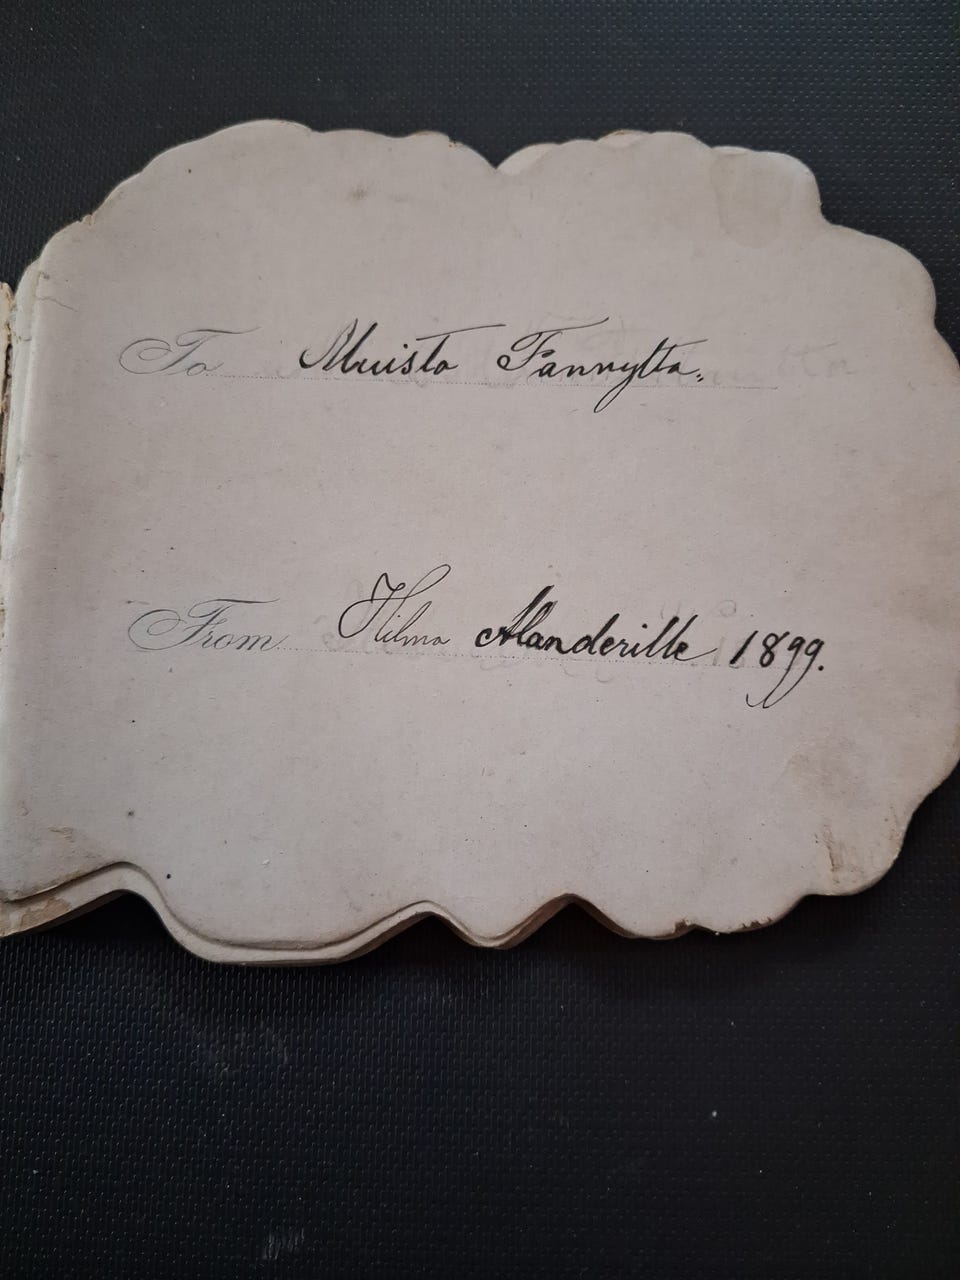 To Muisto Fannylta„
From Hilma Alanderille 1899.